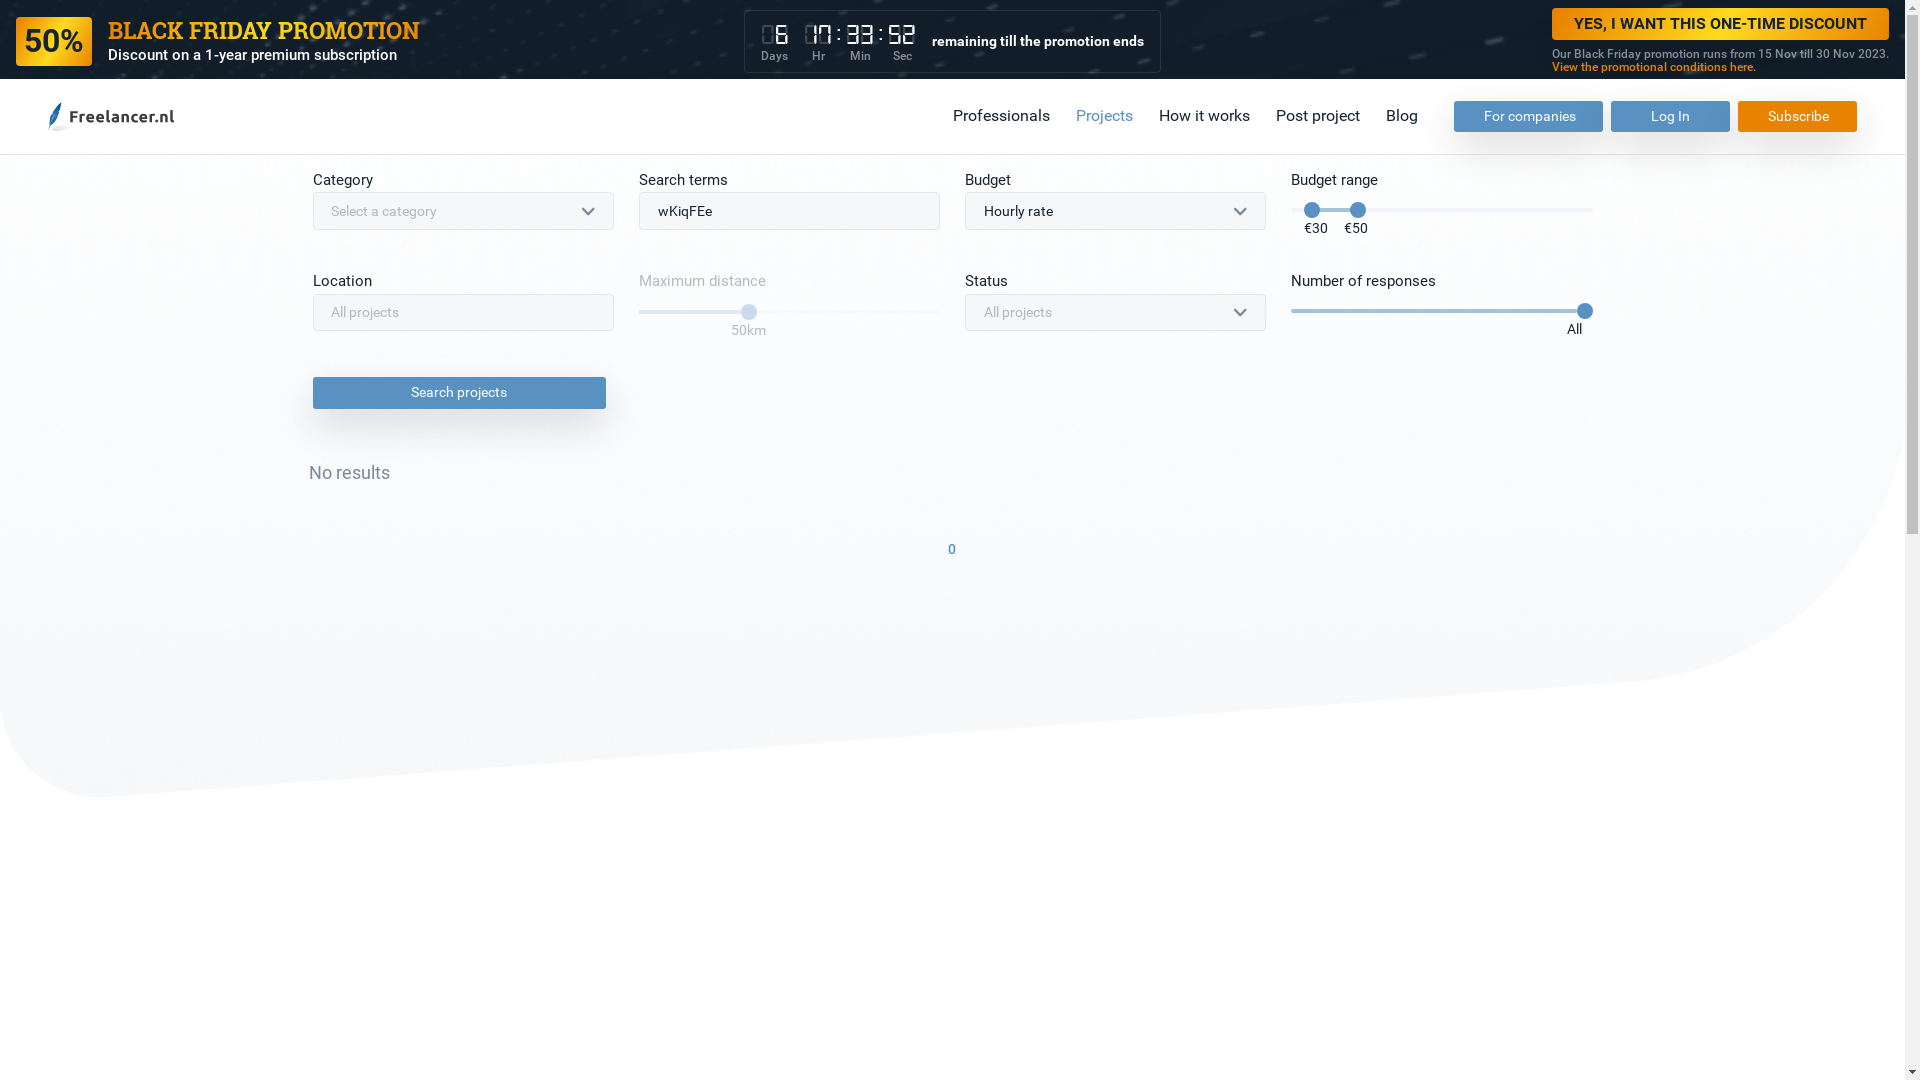 50%
BLACK FRIDAY PROMOTION
Discount on a 1-year premium subscription
6 17 : 33 : 52
Days Hr Min Sec
remaining till the promotion ends
YES, I WANT THIS ONE-TIME DISCOUNT
Our Black Friday promotion runs from 15 Nov till 30 Nov 2023.
View the promotional conditions here.
Freelancer.nl
Professionals Projects How it works Post project Blog For companies Log In Subscribe
Category
Select a category
Search terms
wKiqFEe
Budget
Hourly rate
Budget range
€30 €50
Location
All projects
Maximum distance
50km
Status
All projects
Number of responses
All
Search projects
No results
0